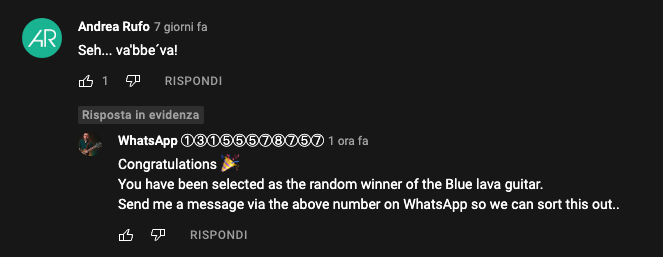 AR
Andrea Rufo 7 giorni fa
Seh... va'bbe´va!
1 RISPONDI
Risposta in evidenza
WhatsApp ①③①⑤⑤⑤⑦⑧⑦⑤⑦ 1 ora fa
Congratulations 🎉
You have been selected as the random winner of the Blue lava guitar.
Send me a message via the above number on WhatsApp so we can sort this out..
RISPONDI